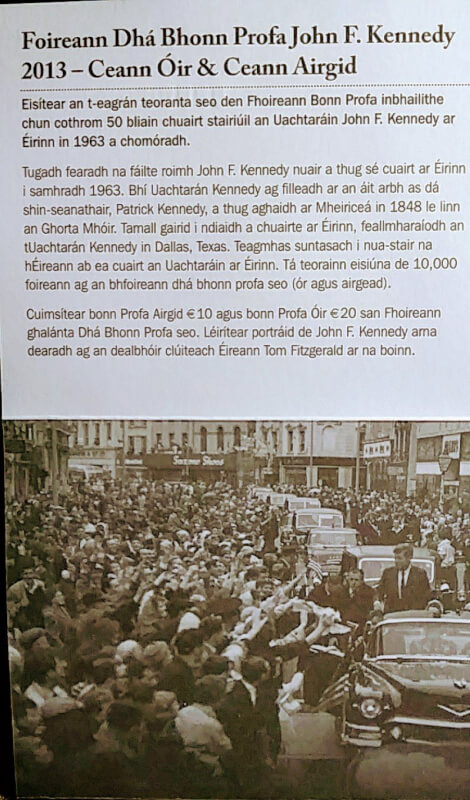 Foireann Dhá Bhonn Profa John F. Kennedy
2013 – Ceann Óir & Ceann Airgid
Eisítear an t-eagrán teoranta seo den Fhoireann Bonn Profa inbhailithe
chun cothrom 50 bliain chuairt stairiúil an Uachtaráin John F. Kennedy ar
Éirinn in 1963 a chomóradh.
Tugadh fearadh na fáilte roimh John F. Kennedy nuair a thug sé cuairt ar Éirinn
i samhradh 1963. Bhí Uachtarán Kennedy ag filleadh ar an áit arbh as dá
shin-seanathair, Patrick Kennedy, a thug aghaidh ar Mheiriceá in 1848 le linn
an Ghorta Mhóir. Tamall gairid i ndiaidh a chuairte ar Éirinn, feallmharaíodh an
tUachtarán Kennedy in Dallas, Texas. Teagmhas suntasach i nua-stair na
hÉireann ab ea cuairt an Uachtaráin ar Éirinn. Tá teorainn eisiúna de 10,000
foireann ag an bhfoireann dhá bhonn profa seo (ór agus airgead).
Cuimsítear bonn Profa Airgid €10 agus bonn Profa Óir €20 san Fhoireann
ghalánta Dhá Bhonn Profa seo. Léirítear portráid de John F. Kennedy arna
dearadh ag an dealbhóir clúiteach Éireann Tom Fitzgerald ar na boinn.